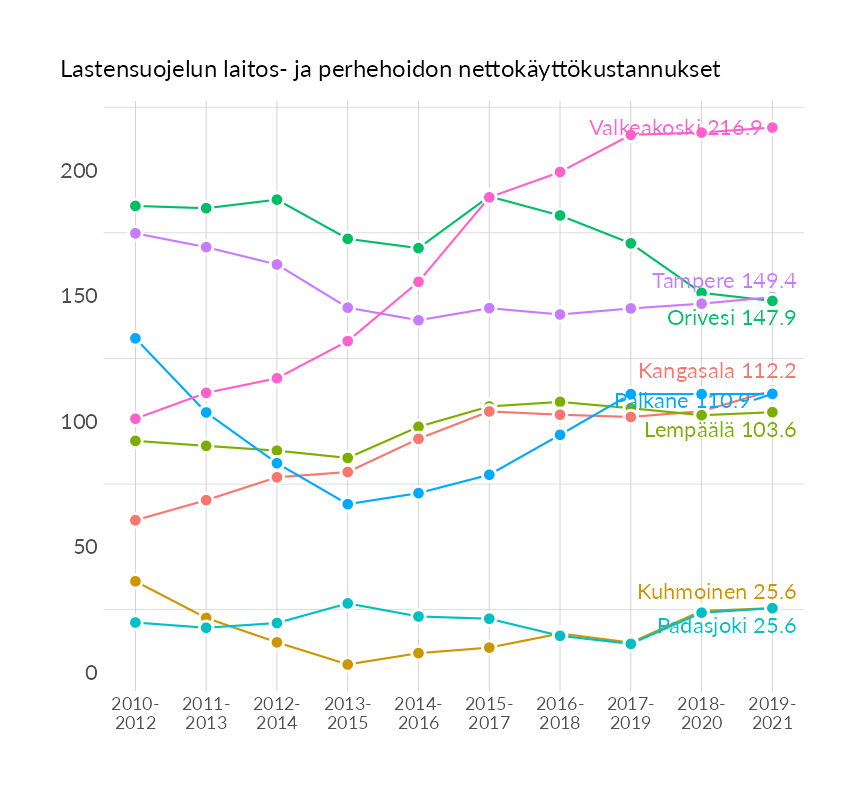 Lastensuojelun laitos- ja perhehoidon nettokäyttökustannukset
Valkeakoski 216.9
200
Tampere 149.4
150
Orivesi 147.9
Kangasala 112.2
Pälkäne 110.9
100
Lempäälä 103.6
50
Kuhmoinen 25.6
Padasjoki 25.6
0
2010- 2011- 2012- 2013- 2014- 2015- 2016- 2017- 2018- 2019-
2012 2013 2014 2015 2016 2017 2018 2019 2020 2021